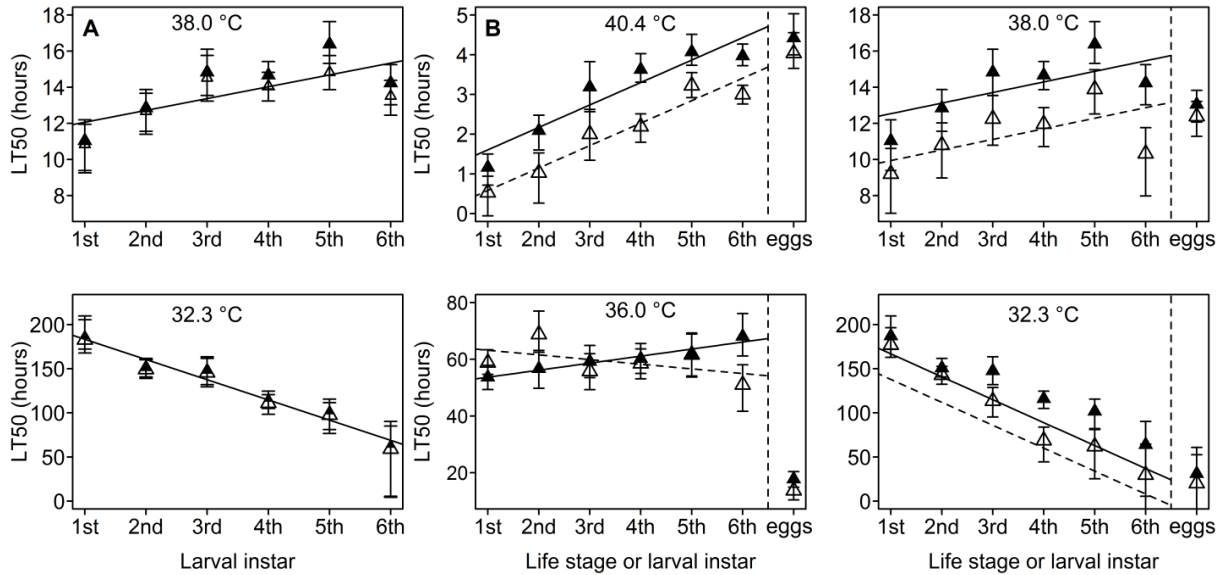 A
38.0 °C
LT50 (hours)
18
16
14
12
10
8
1st 2nd 3rd 4th 5th 6th
B
40.4 °C
LT50 (hours)
5
4
3
2
1
0
1st 2nd 3rd 4th 5th 6th eggs
38.0 °C
18
16
14
12
10
8
1st 2nd 3rd 4th 5th 6th eggs
32.3 °C
LT50 (hours)
200
150
100
50
0
1st 2nd 3rd 4th 5th 6th
Larval instar
36.0 °C
LT50 (hours)
80
60
40
20
1st 2nd 3rd 4th 5th 6th eggs
Life stage or larval instar
32.3 °C
200
150
100
50
0
1st 2nd 3rd 4th 5th 6th eggs
Life stage or larval instar